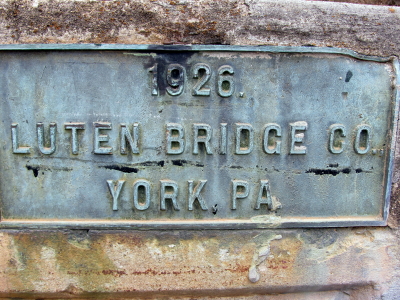 1926.
LUTEN BRIDGE CO.
YORK PA.